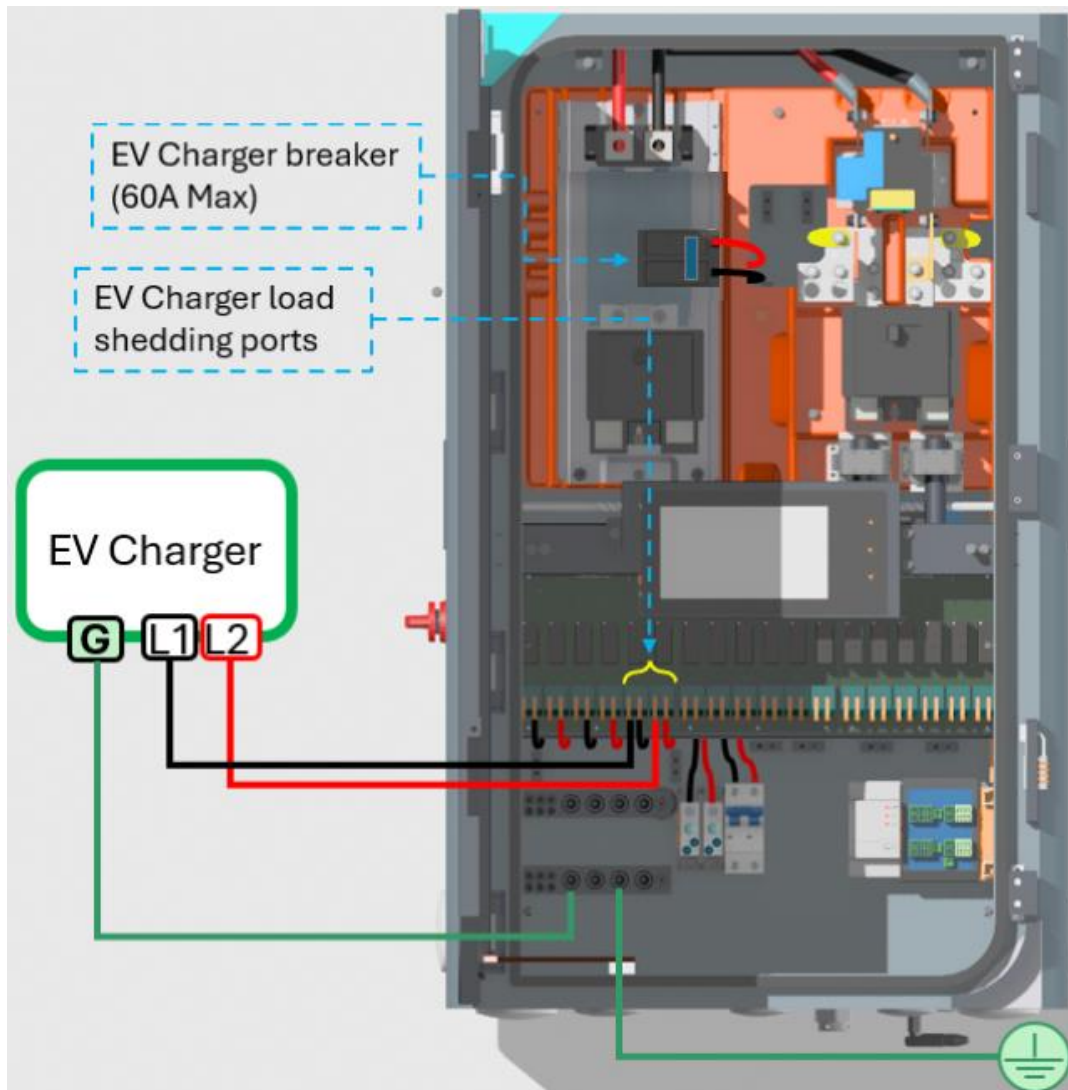 EV Charger breaker
(60A Max)
EV Charger load
shedding ports
EV Charger
G L1 L2